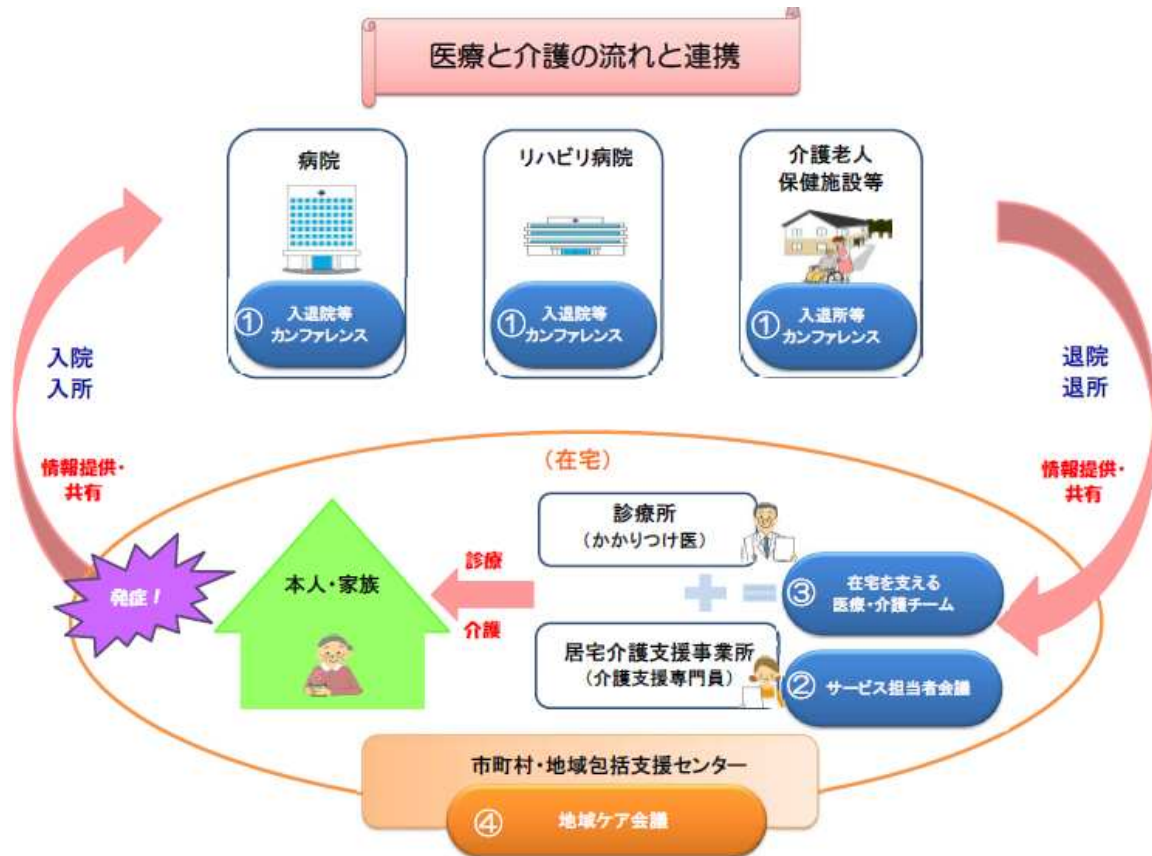 医療と介護の流れと連携
病院
リハビリ病院
介護老人
保健施設等
① 入退院等
カンファレンス
① 入退院等
カンファレンス
① 入退所等
カンファレンス
入院
入所
退院
退所
情報提供・
共有
情報提供・
共有
(在宅)
発症！
本人・家族
診療
介護
診療所
(かかりつけ医)
＋ ＝
③ 在宅を支える
医療・介護チーム
居宅介護支援事業所
(介護支援専門員)
② サービス担当者会議
市町村・地域包括支援センター
④ 地域ケア会議